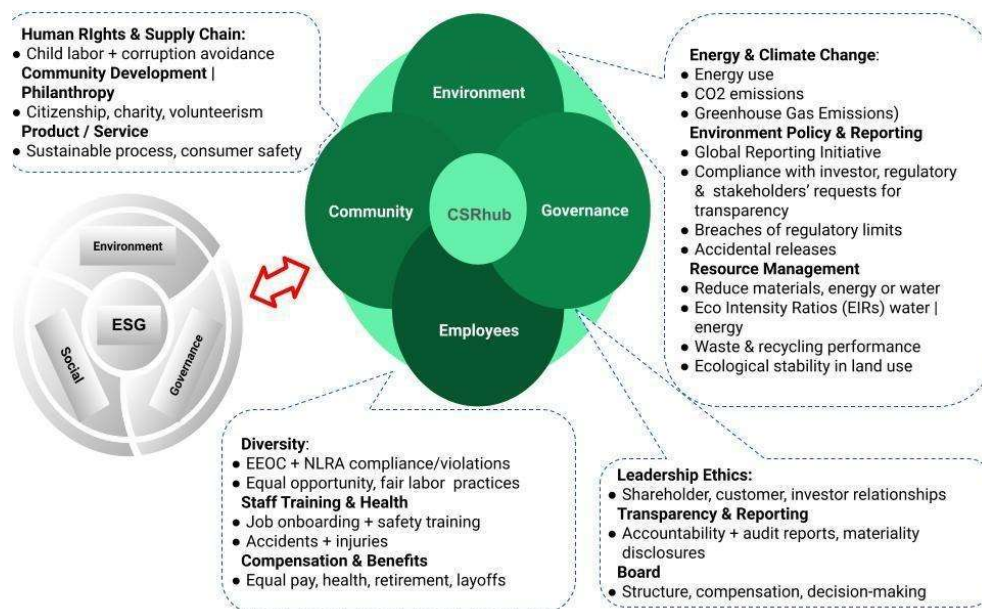 Human RIghts & Supply Chain:
● Child labor + corruption avoidance
Community Development |
Philanthropy
● Citizenship, charity, volunteerism
Product / Service
● Sustainable process, consumer safety
Environment
Community
CSRhub
Governance
Employees
Energy & Climate Change:
● Energy use
● CO2 emissions
● Greenhouse Gas Emissions)
Environment Policy & Reporting
● Global Reporting Initiative
● Compliance with investor, regulatory
& stakeholders' requests for
transparency
● Breaches of regulatory limits
● Accidental releases
Resource Management
● Reduce materials, energy or water
● Eco Intensity Ratios (EIRs) water |
energy
● Waste & recycling performance
● Ecological stability in land use
Environment
ESG
Social
Governance
Diversity:
● EEOC + NLRA compliance/violations
● Equal opportunity, fair labor practices
Staff Training & Health
● Job onboarding + safety training
● Accidents + injuries
Compensation & Benefits
● Equal pay, health, retirement, layoffs
Leadership Ethics:
● Shareholder, customer, investor relationships
Transparency & Reporting
● Accountability + audit reports, materiality
disclosures
Board
● Structure, compensation, decision-making